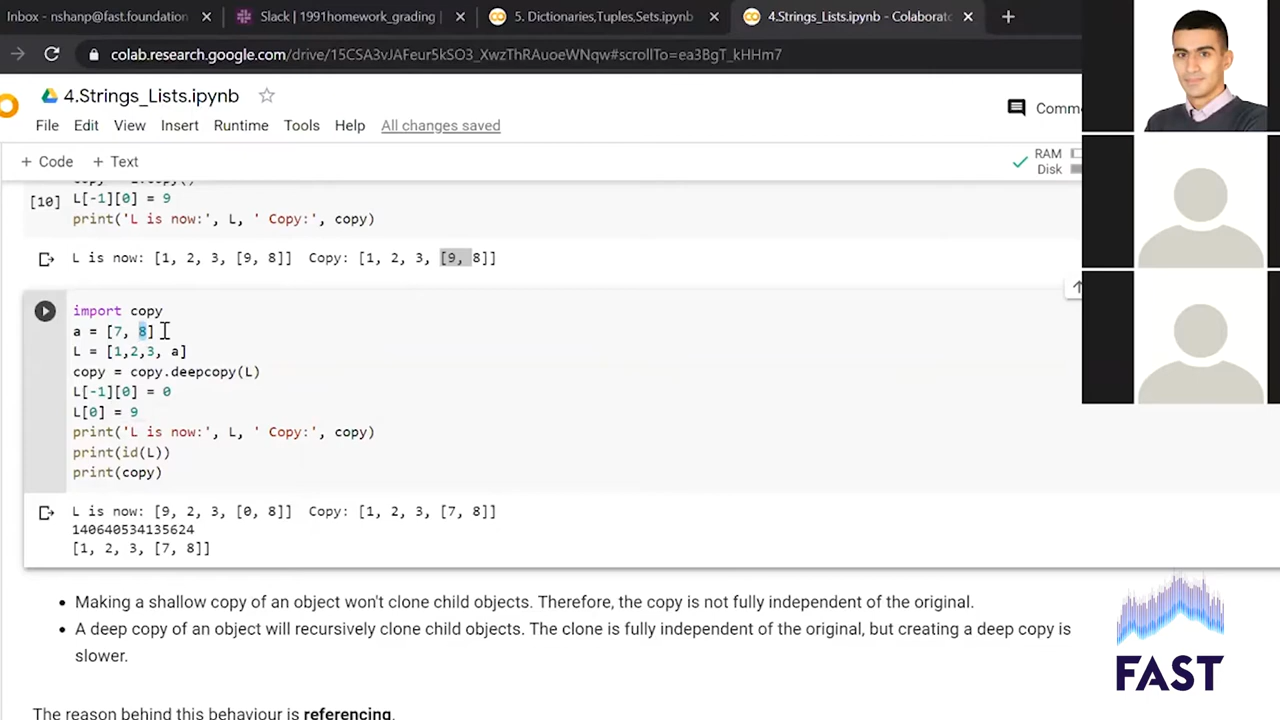 Inbox - nshanp@fast.foundation
Slack | 1991homework_grading |
5. Dictionaries,Tuples,Sets.ipynb
4.Strings_Lists.ipynb - Colaborato
colab.research.google.com/drive/15CSA3vJAFeur5kSO3_XwzThRAuoeWNqw#scrollTo=ea3BgT_kHHm7
4.Strings_Lists.ipynb
Comme
File Edit View Insert Runtime Tools Help All changes saved
+ Code + Text
RAM
Disk
[10]
L[-1][0] = 9
print('L is now:', L, ' Copy:', copy)
L is now: [1, 2, 3, [9, 8]]  Copy: [1, 2, 3, [9, 8]]
import copy
a = [7, 8]
L = [1,2,3, a]
copy = copy.deepcopy(L)
L[-1][0] = 0
L[0] = 9
print('L is now:', L, ' Copy:', copy)
print(id(L))
print(copy)
L is now: [9, 2, 3, [0, 8]]  Copy: [1, 2, 3, [7, 8]]
140640534135624
[1, 2, 3, [7, 8]]
• Making a shallow copy of an object won't clone child objects. Therefore, the copy is not fully independent of the original.
• A deep copy of an object will recursively clone child objects. The clone is fully independent of the original, but creating a deep copy is
slower.
The reason behind this behaviour is referencing.
FAST